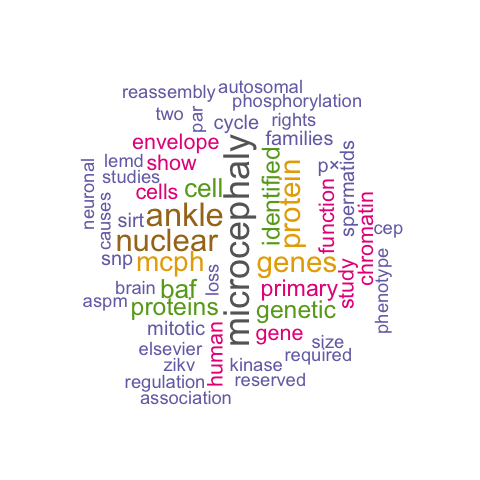 reassembly
autosomal
phosphorylation
two
par
cycle
rights
envelope
families
lemd
show
microcephaly
identified
protein
p×
spermatids
neuronal
studies
cells
cell
function
chromatin
causes
sirt
ankle
cep
nuclear
snp
mcph
loss
genes
study
phenotype
brain
baf
primary
aspm
proteins
genetic
mitotic
human
gene
elsevier
size
required
zikv
kinase
regulation
reserved
association